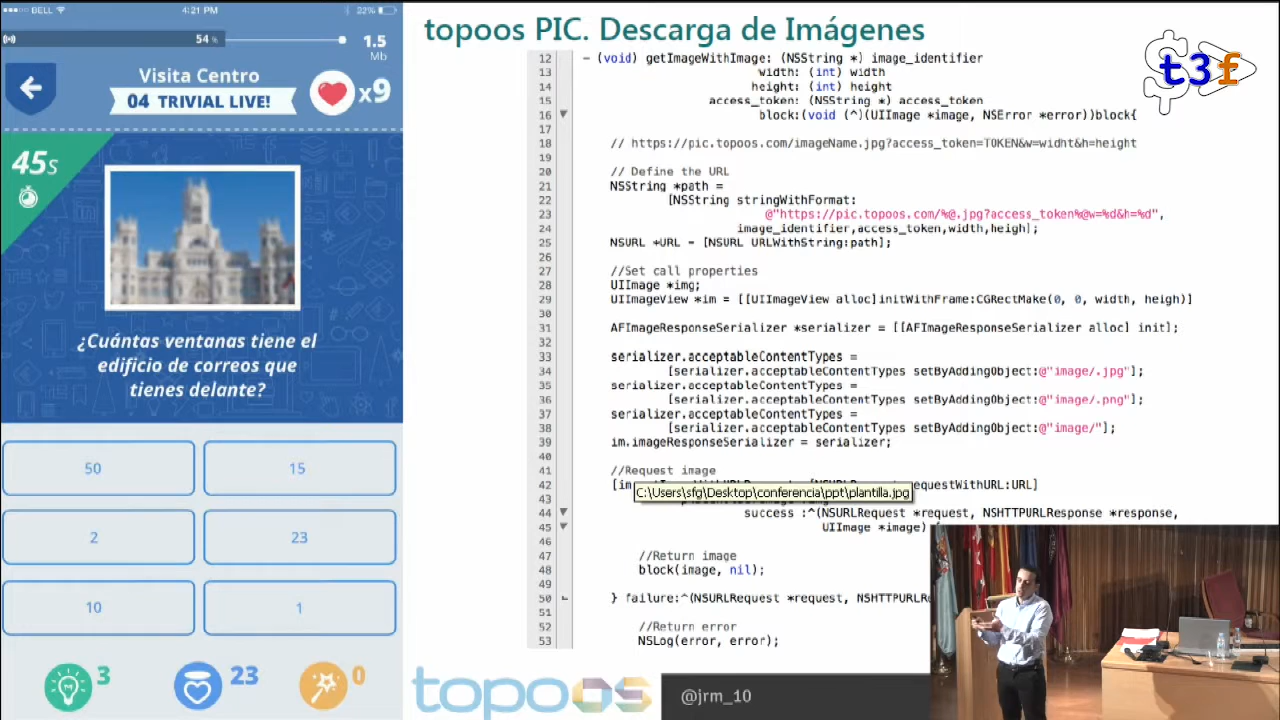 BELL 4:21 PM 22%
54 %
1.5
Mb
Visita Centro
04 TRIVIAL LIVE!
x9
45s
¿Cuántas ventanas tiene el
edificio de correos que
tienes delante?
50
15
2
23
10
1
3
23
0
topoos PIC. Descarga de Imágenes
t3f
12 – (void) getImageWithImage: (NSString *) image_identifier
13 width: (int) width
14 height: (int) height
15 access_token: (NSString *) access_token
16 block:(void (^)(UIImage *image, NSError *error))block{
17
18 // https://pic.topoos.com/imageName.jpg?access_token=TOKEN&w=widht&h=height
19
20 // Define the URL
21 NSString *path =
22 [NSString stringWithFormat:
23 @"https://pic.topoos.com/%@.jpg?access_token%@w=%d&h=%d",
24 image_identifier,access_token,width,heigh];
25 NSURL *URL = [NSURL URLWithString:path];
26
27 //Set call properties
28 UIImage *img;
29 UIImageView *im = [[UIImageView alloc]initWithFrame:CGRectMake(0, 0, width, heigh)]
30
31 AFImageResponseSerializer *serializer = [[AFImageResponseSerializer alloc] init];
32
33 serializer.acceptableContentTypes =
34 [serializer.acceptableContentTypes setByAddingObject:@"image/.jpg"];
35 serializer.acceptableContentTypes =
36 [serializer.acceptableContentTypes setByAddingObject:@"image/.png"];
37 serializer.acceptableContentTypes =
38 [serializer.acceptableContentTypes setByAddingObject:@"image/"];
39 im.imageResponseSerializer = serializer;
40
41 //Request image
42 requestWithURL:URL]
C:\Users\sfg\Desktop\conferencia\ppt\plantilla.jpg
43
44 success :^(NSURLRequest *request, NSHTTPURLResponse *response,
45 UIImage *image)
46
47 //Return image
48 block(image, nil);
49
50 } failure:^(NSURLRequest *request,
51
52 //Return error
53 NSLog(error, error);
topoos
@jrm_10